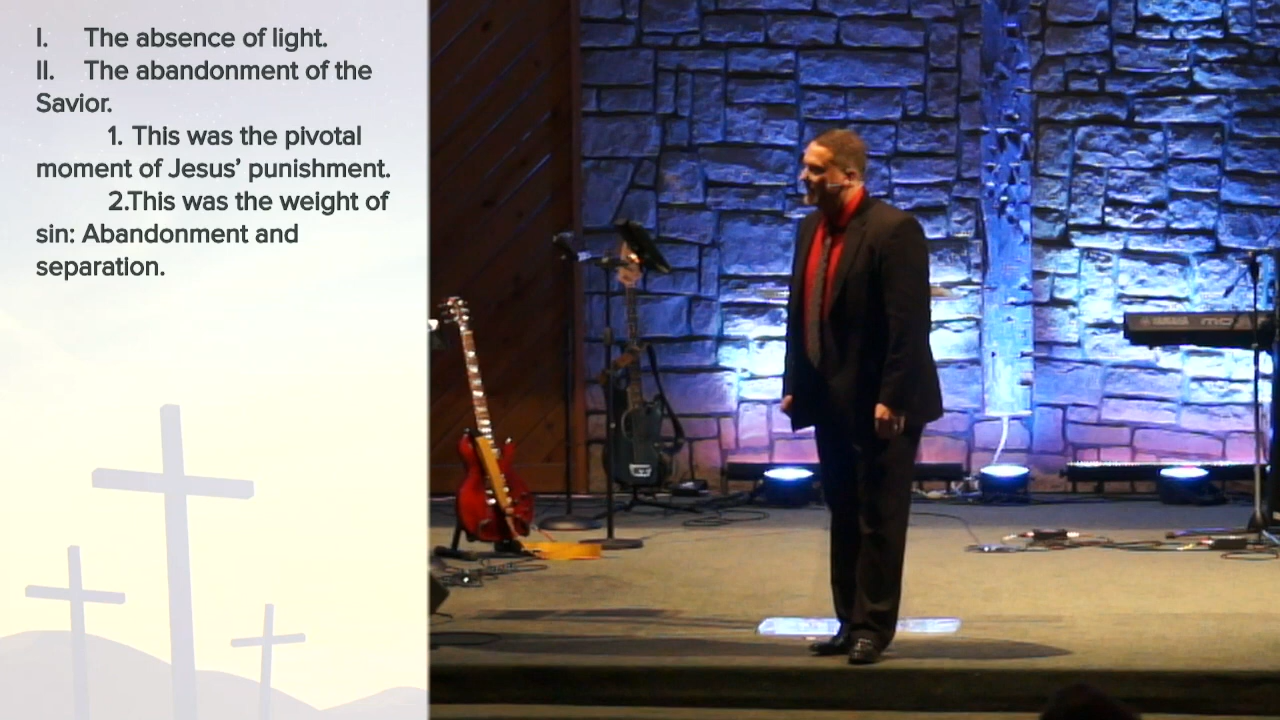 I. The absence of light.
II. The abandonment of the
Savior.
1. This was the pivotal
moment of Jesus’ punishment.
2.This was the weight of
sin: Abandonment and
separation.
YAMAHA